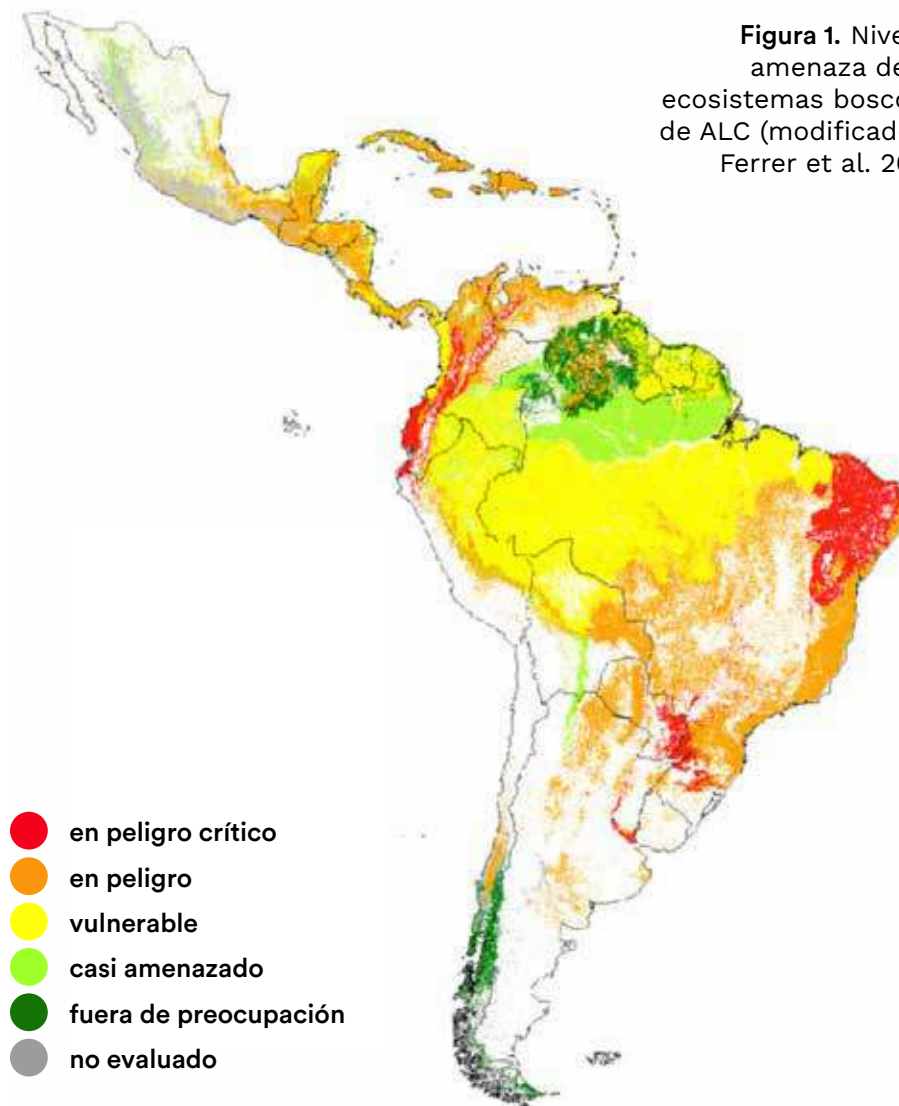 Figura 1. Nive
amenaza de
ecosistemas bosco
de ALC (modificad
Ferrer et al. 20
en peligro crítico
en peligro
vulnerable
casi amenazado
fuera de preocupación
no evaluado